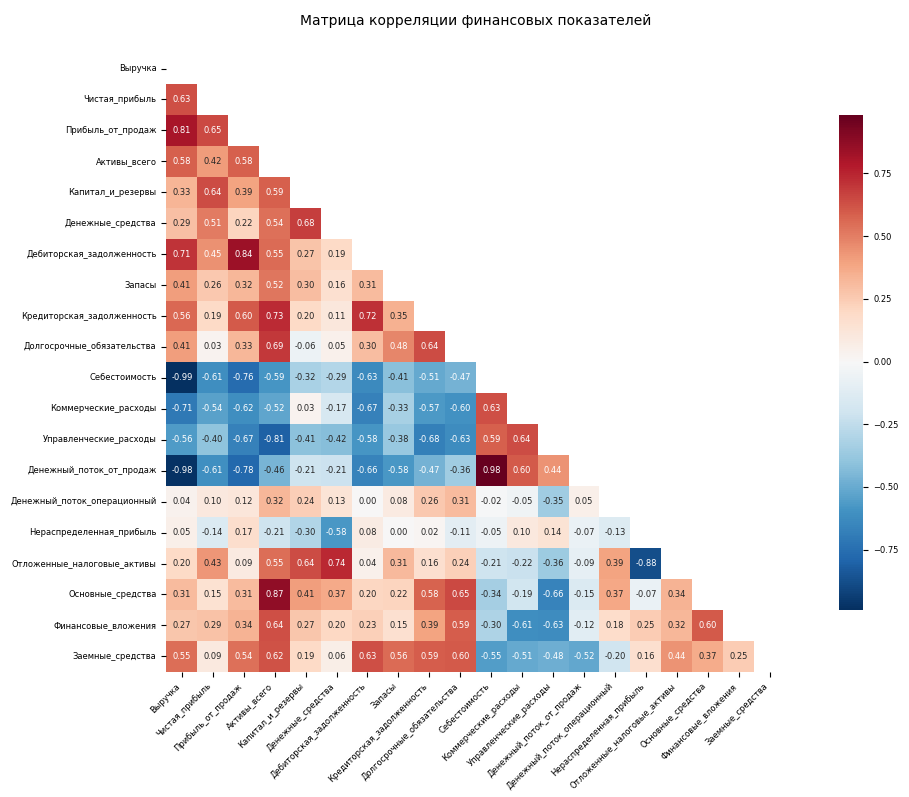 Матрица корреляции финансовых показателей
Выручка
Чистая_прибыль 0.63
Прибыль_от_продаж 0.81 0.65
Активы_всего 0.58 0.42 0.58
Капитал_и_резервы 0.33 0.64 0.39 0.59
Денежные_средства 0.29 0.51 0.22 0.54 0.68
Дебиторская_задолженность 0.71 0.45 0.84 0.55 0.27 0.19
Запасы 0.41 0.26 0.32 0.52 0.30 0.16 0.31
Кредиторская_задолженность 0.56 0.19 0.60 0.73 0.20 0.11 0.72 0.35
Долгосрочные_обязательства 0.41 0.03 0.33 0.69 -0.06 0.05 0.30 0.48 0.64
Себестоимость -0.99 -0.61 -0.76 -0.59 -0.32 -0.29 -0.63 -0.41 -0.51 -0.47
Коммерческие_расходы -0.71 -0.54 -0.62 -0.52 0.03 -0.17 -0.67 -0.33 -0.57 -0.60 0.63
Управленческие_расходы -0.56 -0.40 -0.67 -0.81 -0.41 -0.42 -0.58 -0.38 -0.68 -0.63 0.59 0.64
Денежный_поток_от_продаж -0.98 -0.61 -0.78 -0.46 -0.21 -0.21 -0.66 -0.58 -0.47 -0.36 0.98 0.60 0.44
Денежный_поток_операционный 0.04 0.10 0.12 0.32 0.24 0.13 0.00 0.08 0.26 0.31 -0.02 -0.05 -0.35 0.05
Нераспределенная_прибыль 0.05 -0.14 0.17 -0.21 -0.30 -0.58 0.08 0.00 0.02 -0.11 -0.05 0.10 0.14 -0.07 -0.13
Отложенные_налоговые_активы 0.20 0.43 0.09 0.55 0.64 0.74 0.04 0.31 0.16 0.24 -0.21 -0.22 -0.36 -0.09 0.39 -0.88
Основные_средства 0.31 0.15 0.31 0.87 0.41 0.37 0.20 0.22 0.58 0.65 -0.34 -0.19 -0.66 -0.15 0.37 -0.07 0.34
Финансовые_вложения 0.27 0.29 0.34 0.64 0.27 0.20 0.23 0.15 0.39 0.59 -0.30 -0.61 -0.63 -0.12 0.18 0.25 0.32 0.60
Заемные_средства 0.55 0.09 0.54 0.62 0.19 0.06 0.63 0.56 0.59 0.60 -0.55 -0.51 -0.48 -0.52 -0.20 0.16 0.44 0.37 0.25
Выручка
Чистая_прибыль
Прибыль_от_продаж
Активы_всего
Капитал_и_резервы
Денежные_средства
Дебиторская_задолженность
Запасы
Кредиторская_задолженность
Долгосрочные_обязательства
Себестоимость
Коммерческие_расходы
Управленческие_расходы
Денежный_поток_от_продаж
Денежный_поток_операционный
Нераспределенная_прибыль
Отложенные_налоговые_активы
Основные_средства
Финансовые_вложения
Заемные_средства
0.75
0.50
0.25
0.00
−0.25
−0.50
−0.75